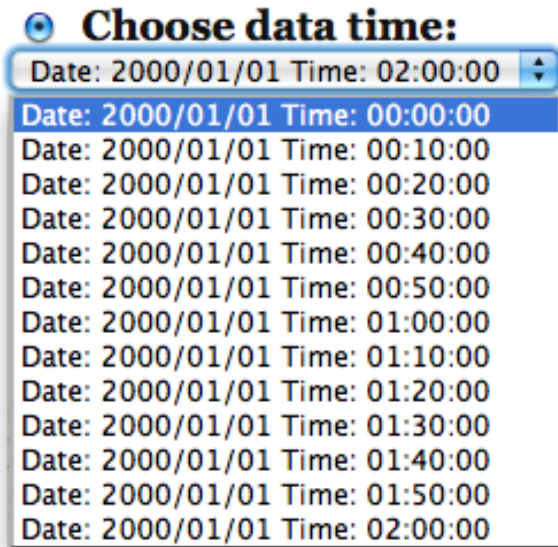 Choose data time:
Date: 2000/01/01 Time: 02:00:00
Date: 2000/01/01 Time: 00:00:00
Date: 2000/01/01 Time: 00:10:00
Date: 2000/01/01 Time: 00:20:00
Date: 2000/01/01 Time: 00:30:00
Date: 2000/01/01 Time: 00:40:00
Date: 2000/01/01 Time: 00:50:00
Date: 2000/01/01 Time: 01:00:00
Date: 2000/01/01 Time: 01:10:00
Date: 2000/01/01 Time: 01:20:00
Date: 2000/01/01 Time: 01:30:00
Date: 2000/01/01 Time: 01:40:00
Date: 2000/01/01 Time: 01:50:00
Date: 2000/01/01 Time: 02:00:00